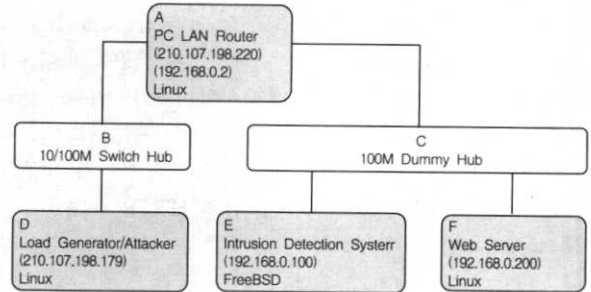 A
PC LAN Router
(210.107.198.220)
(192.168.0.2)
Linux
B
10/100M Switch Hub
C
100M Dummy Hub
D
Load Generator/Attacker
(210.107.198.179)
Linux
E
Intrusion Detection Systerr
(192.168.0.100)
FreeBSD
F
Web Server
(192.168.0.200)
Linux